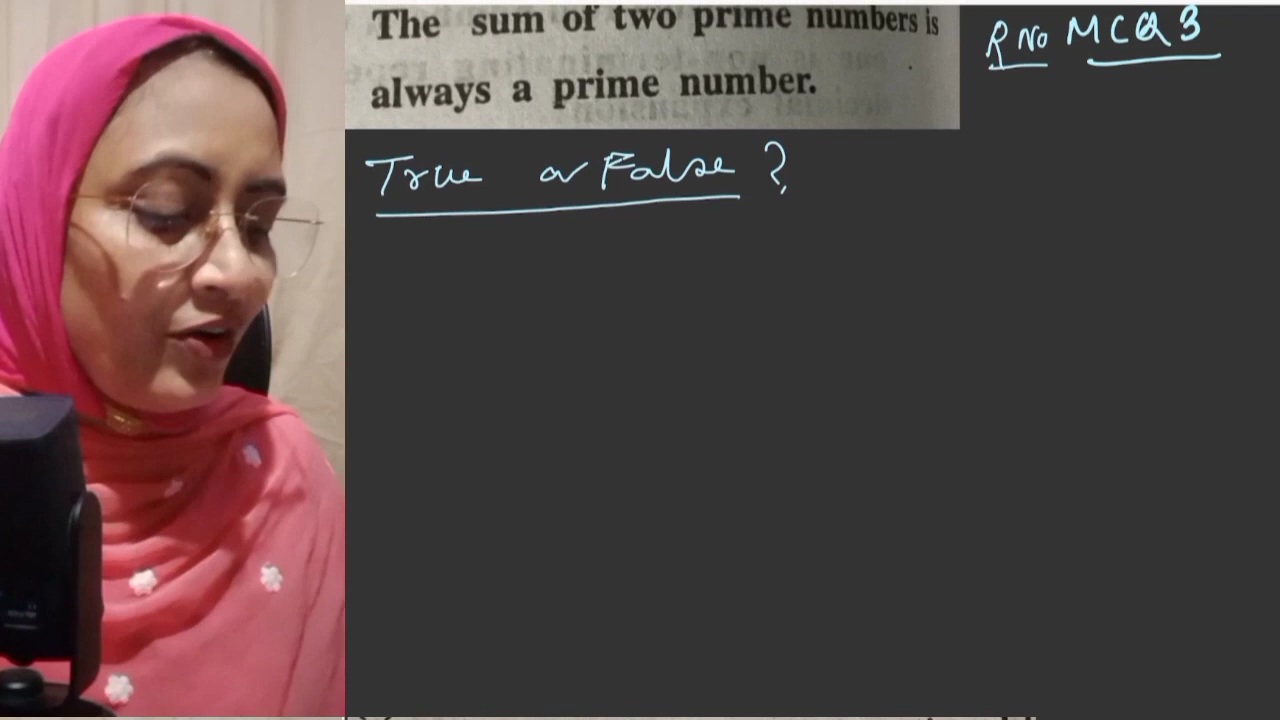 The sum of two prime numbers is
always a prime number.
R No MCQ 3
True or False ?